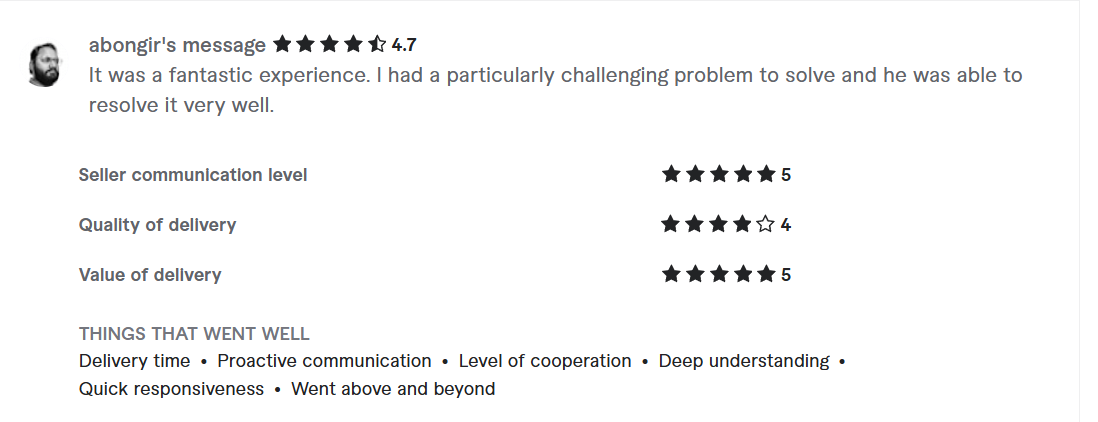 abongir's message 4.7
It was a fantastic experience. I had a particularly challenging problem to solve and he was able to
resolve it very well.
Seller communication level 5
Quality of delivery 4
Value of delivery 5
THINGS THAT WENT WELL
Delivery time • Proactive communication • Level of cooperation • Deep understanding •
Quick responsiveness • Went above and beyond